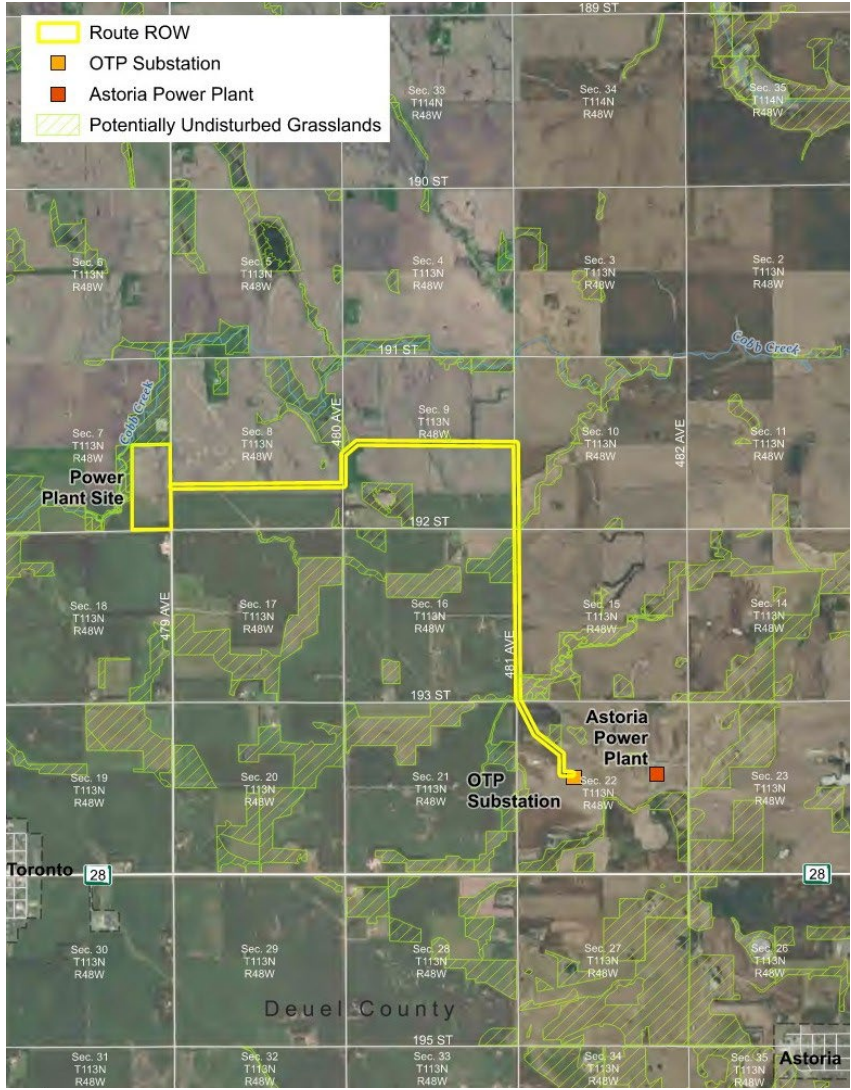 Route ROW
OTP Substation
Astoria Power Plant
Potentially Undisturbed Grasslands
189 ST
Sec. 33
T114N
R48W
Sec. 34
T114N
R48W
Sec. 35
T114N
R48W
190 ST
Sec. 6
T113N
R48W
Sec. 5
T113N
R48W
Sec. 4
T113N
R48W
Sec. 3
T113N
R48W
Sec. 2
T113N
R48W
191 ST
Cobb Creek
Cobb Creek
480 AVE
482 AVE
Sec. 7
T113N
R48W
Sec. 8
T113N
R48W
Sec. 9
T113N
R48W
Sec. 10
T113N
R48W
Sec. 11
T113N
R48W
Power
Plant Site
192 ST
479 AVE
481 AVE
Sec. 18
T113N
R48W
Sec. 17
T113N
R48W
Sec. 16
T113N
R48W
Sec. 15
T113N
R48W
Sec. 14
T113N
R48W
193 ST
Astoria
Power
Plant
OTP
Substation
Sec. 19
T113N
R48W
Sec. 20
T113N
R48W
Sec. 21
T113N
R48W
Sec. 22
T113N
R48W
Sec. 23
T113N
R48W
Toronto
28
28
Sec. 30
T113N
R48W
Sec. 29
T113N
R48W
Sec. 28
T113N
R48W
Sec. 27
T113N
R48W
Sec. 26
T113N
R48W
Deuel County
195 ST
Sec. 31
T113N
R48W
Sec. 32
T113N
R48W
Sec. 33
T113N
R48W
Sec. 34
T113N
R48W
Sec. 35
T113N
R48W
Astoria